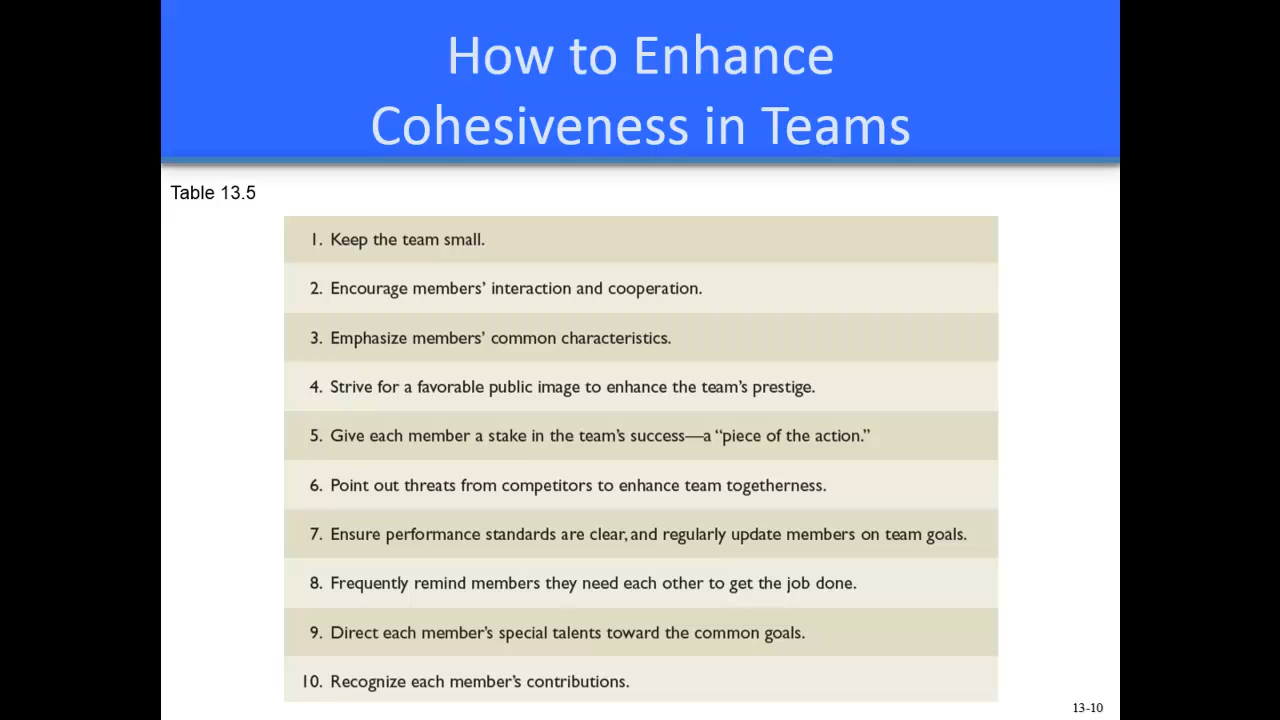 How to Enhance
Cohesiveness in Teams
Table 13.5
1. Keep the team small.
2. Encourage members’ interaction and cooperation.
3. Emphasize members’ common characteristics.
4. Strive for a favorable public image to enhance the team’s prestige.
5. Give each member a stake in the team’s success—a “piece of the action.”
6. Point out threats from competitors to enhance team togetherness.
7. Ensure performance standards are clear, and regularly update members on team goals.
8. Frequently remind members they need each other to get the job done.
9. Direct each member’s special talents toward the common goals.
10. Recognize each member’s contributions.
13-10